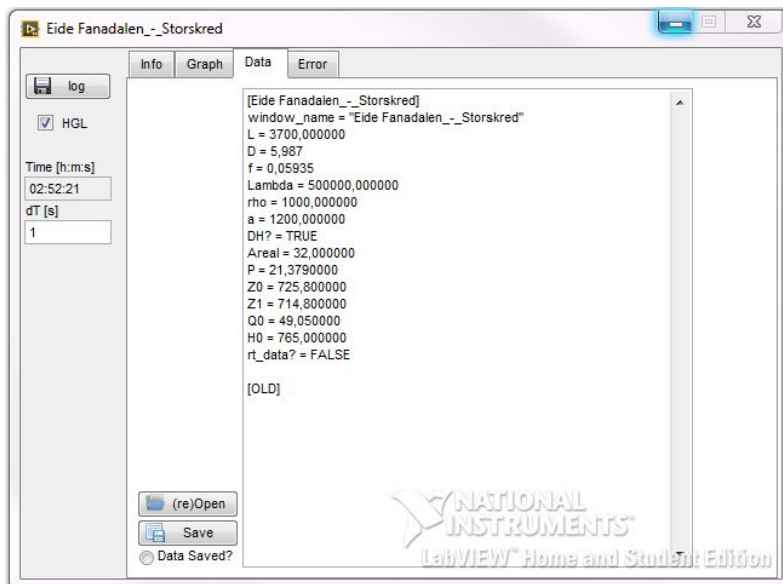 Eide Fanadalen_-_Storskred
Info Graph Data Error
log
HGL
Time [h:m:s]
02:52:21
dT [s]
1
[Eide Fanadalen_-_Storskred]
window_name = "Eide Fanadalen_-_Storskred"
L = 3700,000000
D = 5,987
f = 0,05935
Lambda = 500000,000000
rho = 1000,000000
a = 1200,000000
DH? = TRUE
Areal = 32,000000
P = 21,3790000
Z0 = 725,800000
Z1 = 714,800000
Q0 = 49,050000
H0 = 765,000000
rt_data? = FALSE
[OLD]
(re)Open
Save
Data Saved?
NATIONAL
INSTRUMENTS™
LabVIEW™ Home and Student Edition